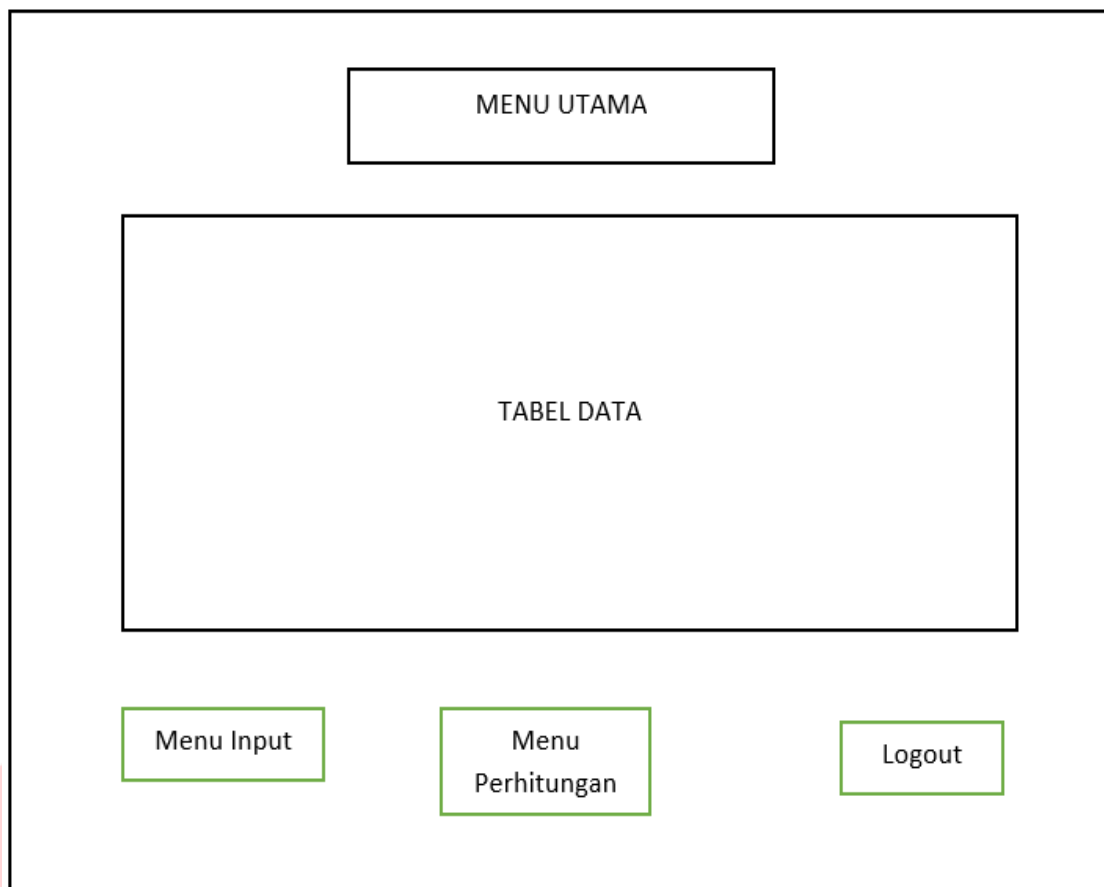 MENU UTAMA
TABEL DATA
Menu Input
Menu
Perhitungan
Logout